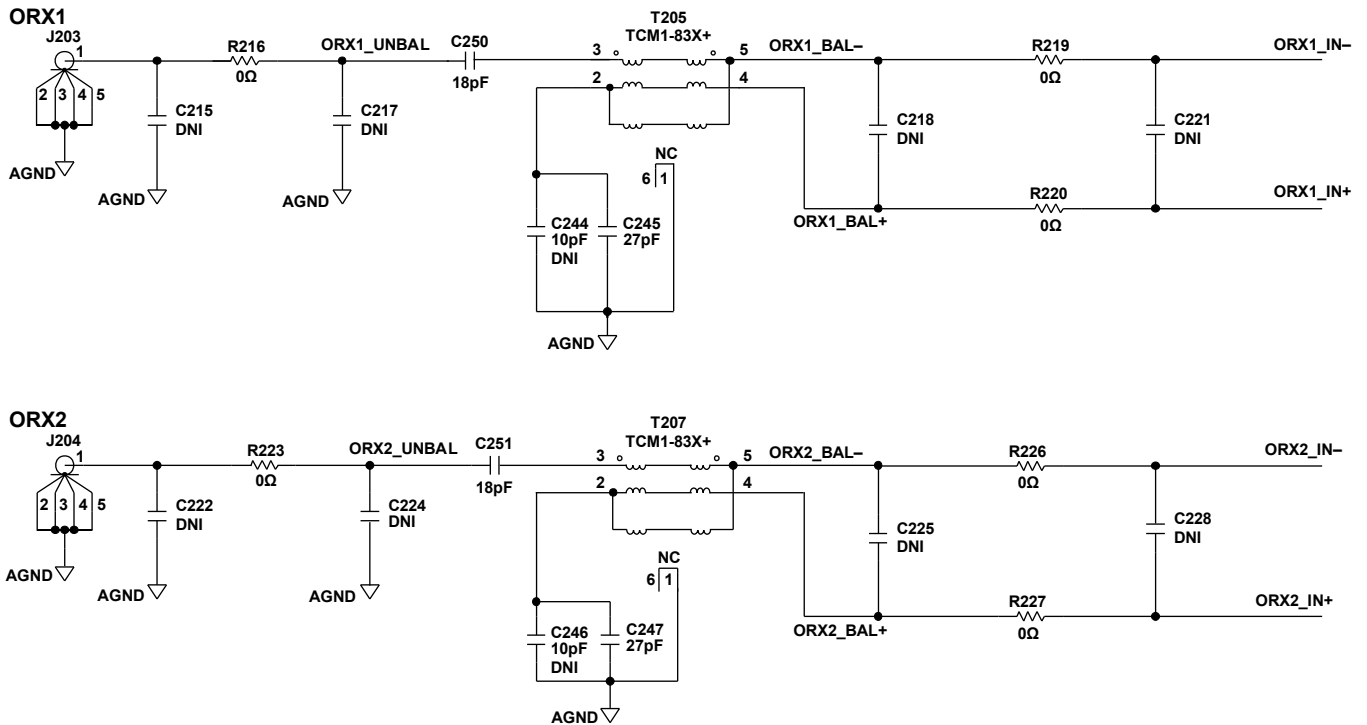 ORX1
J203
1
2 3 4 5
AGND
C215
DNI
AGND
R216
0Ω
ORX1_UNBAL
C217
DNI
AGND
C250
18pF
T205
TCM1-83X+
3
5
2
4
NC
6 1
C244
10pF
DNI
C245
27pF
AGND
ORX1_BAL–
C218
DNI
ORX1_BAL+
R219
0Ω
R220
0Ω
C221
DNI
ORX1_IN–
ORX1_IN+
ORX2
J204
1
2 3 4 5
AGND
C222
DNI
AGND
R223
0Ω
ORX2_UNBAL
C224
DNI
AGND
C251
18pF
T207
TCM1-83X+
3
5
2
4
NC
6 1
C246
10pF
DNI
C247
27pF
AGND
ORX2_BAL–
C225
DNI
ORX2_BAL+
R226
0Ω
R227
0Ω
C228
DNI
ORX2_IN–
ORX2_IN+